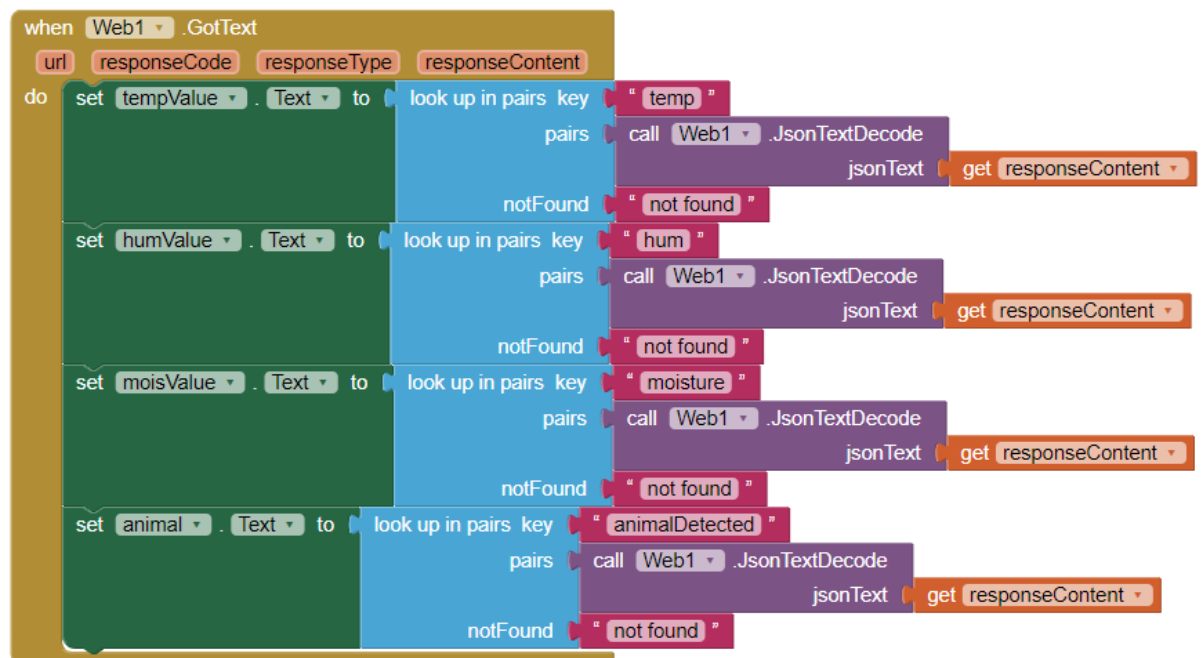 when Web1 .GotText
url responseCode responseType responseContent
do set tempValue . Text to look up in pairs key " temp "
pairs call Web1 .JsonTextDecode
jsonText get responseContent
notFound " not found "
set humValue . Text to look up in pairs key " hum "
pairs call Web1 .JsonTextDecode
jsonText get responseContent
notFound " not found "
set moisValue . Text to look up in pairs key " moisture "
pairs call Web1 .JsonTextDecode
jsonText get responseContent
notFound " not found "
set animal . Text to look up in pairs key " animalDetected "
pairs call Web1 .JsonTextDecode
jsonText get responseContent
notFound " not found "